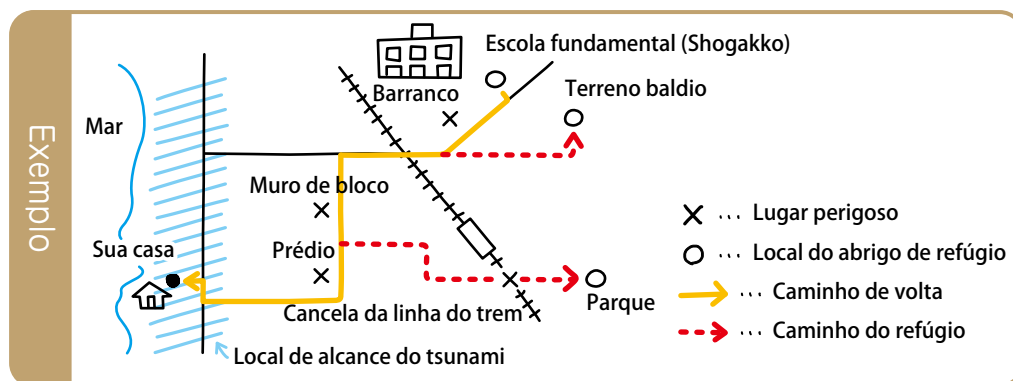 Exemplo
Escola fundamental (Shogakko)
Barranco
Terreno baldio
Mar
Muro de bloco
Sua casa
Prédio
Cancela da linha do trem
Parque
Local de alcance do tsunami
... Lugar perigoso
... Local do abrigo de refúgio
... Caminho de volta
... Caminho do refúgio